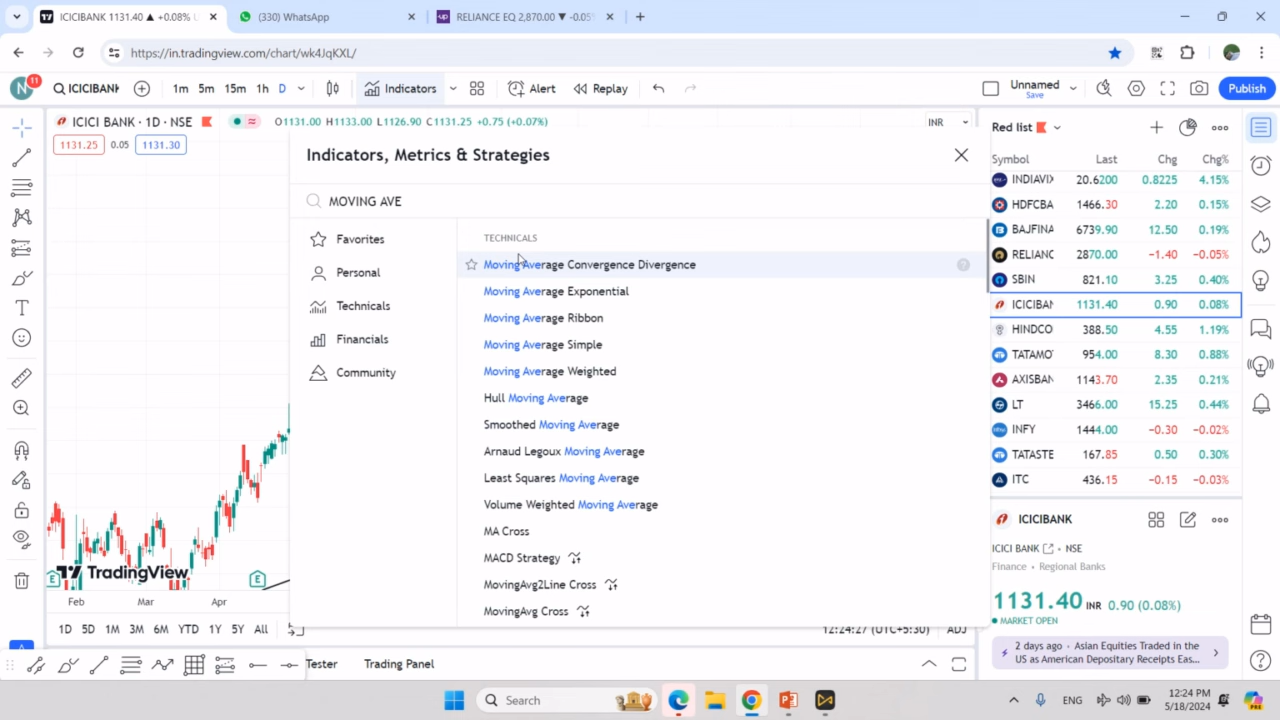 ICICIBANK 1131.40 ▲ +0.08% U
(330) WhatsApp
RELIANCE EQ 2,870.00 ▼ -0.05%
https://in.tradingview.com/chart/wk4JqKXL/
N 11 ICICIBANK 1m 5m 15m 1h D Indicators Alert Replay Unnamed Save Publish
ICICI BANK · 1D · NSE O1131.00 H1133.00 L1126.90 C1131.25 +0.75 (+0.07%) INR
1131.25 0.05 1131.30
Indicators, Metrics & Strategies
MOVING AVE
Favorites
Personal
Technicals
Financials
Community
TECHNICALS
Moving Average Convergence Divergence
Moving Average Exponential
Moving Average Ribbon
Moving Average Simple
Moving Average Weighted
Hull Moving Average
Smoothed Moving Average
Arnaud Legoux Moving Average
Least Squares Moving Average
Volume Weighted Moving Average
MA Cross
MACD Strategy
MovingAvg2Line Cross
MovingAvg Cross
Red list
Symbol Last Chg Chg%
INDIAVIX 20.6200 0.8225 4.15%
HDFCBA 1466.30 2.20 0.15%
BAJFINA 6739.90 12.50 0.19%
RELIANC 2870.00 −1.40 −0.05%
SBIN 821.10 3.25 0.40%
ICICIBAN 1131.40 0.90 0.08%
HINDCO 388.50 4.55 1.19%
TATAMO 954.00 8.30 0.88%
AXISBAN 1143.70 2.35 0.21%
LT 3466.00 15.25 0.44%
INFY 1444.00 −0.30 −0.02%
TATASTE 167.85 0.50 0.30%
ITC 436.15 −0.15 −0.03%
ICICIBANK
ICICI BANK · NSE
Finance · Regional Banks
1131.40 INR 0.90 (0.08%)
MARKET OPEN
2 days ago · Asian Equities Traded in the
US as American Depositary Receipts Eas...
TradingView
E E
Feb Mar Apr
1D 5D 1M 3M 6M YTD 1Y 5Y All
12:24:27 (UTC+5:30) ADJ
Tester Trading Panel
Search
ENG
12:24 PM
5/18/2024
PRE